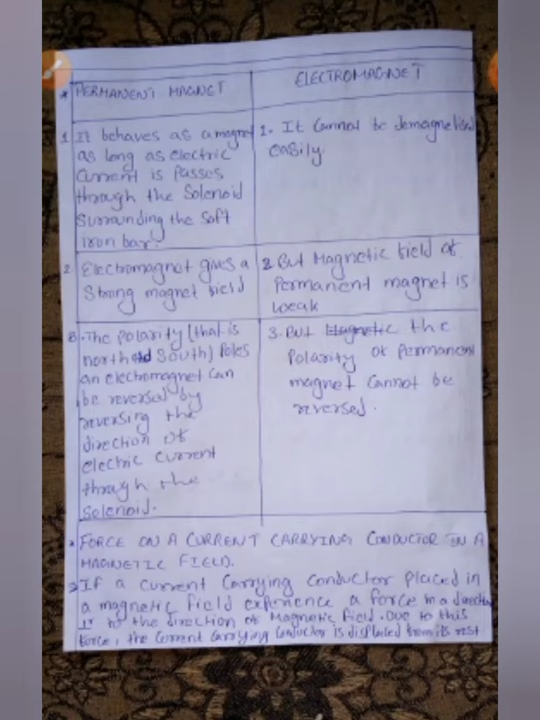 * PERMANENT MAGNET
ELECTROMAGNET
1 It behaves as a magnet
as long as electric
Current is Passes
through the Solenoid
Surrounding the Soft
iron bar.
1. It Cannot be demagnetised
easily.
2. Electromagnet gives a
Strong magnet field
2. But Magnetic field of
Permanent magnet is
weak
3. The polarity (that is
north South) Poles
an electromagnet can
be reversed by
reversing the
direction of
electric current
through the
Solenoid.
3. But the
Polarity of Permanent
magnet Cannot be
reversed.
FORCE ON A CURRENT CARRYING CONDUCTOR IN A
MAGNETIC FIELD.
If a current Carrying conductor placed in
a magnetic field experience a force in a direction
to the direction of Magnetic field. Due to this
force, the Current Carrying Conductor is displaced from its rest